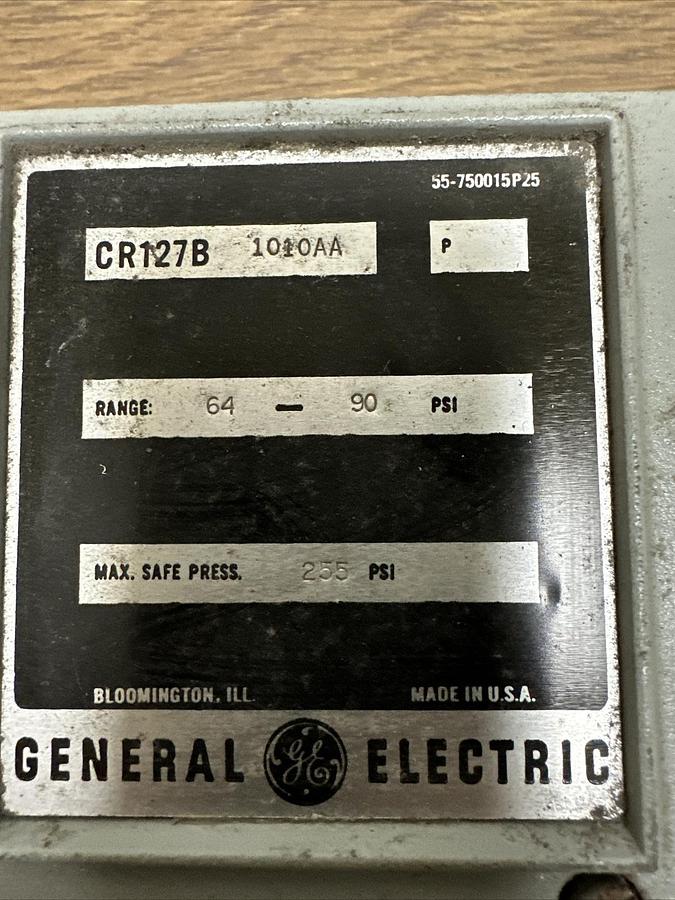 55-750015P25
CR127B 1010AA P
RANGE: 64 - 90 PSI
MAX. SAFE PRESS. 255 PSI
BLOOMINGTON, ILL. MADE IN U.S.A.
GENERAL GE ELECTRIC